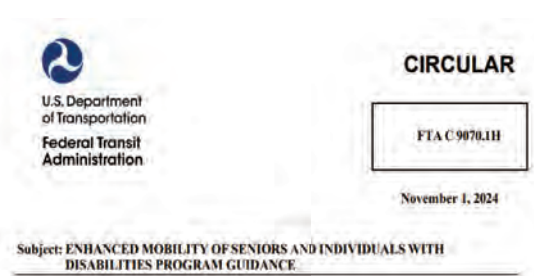 CIRCULAR
U.S. Department
of Transportation
Federal Transit
Administration
FTA C 9070.1H
November 1, 2024
Subject: ENHANCED MOBILITY OF SENIORS AND INDIVIDUALS WITH
DISABILITIES PROGRAM GUIDANCE